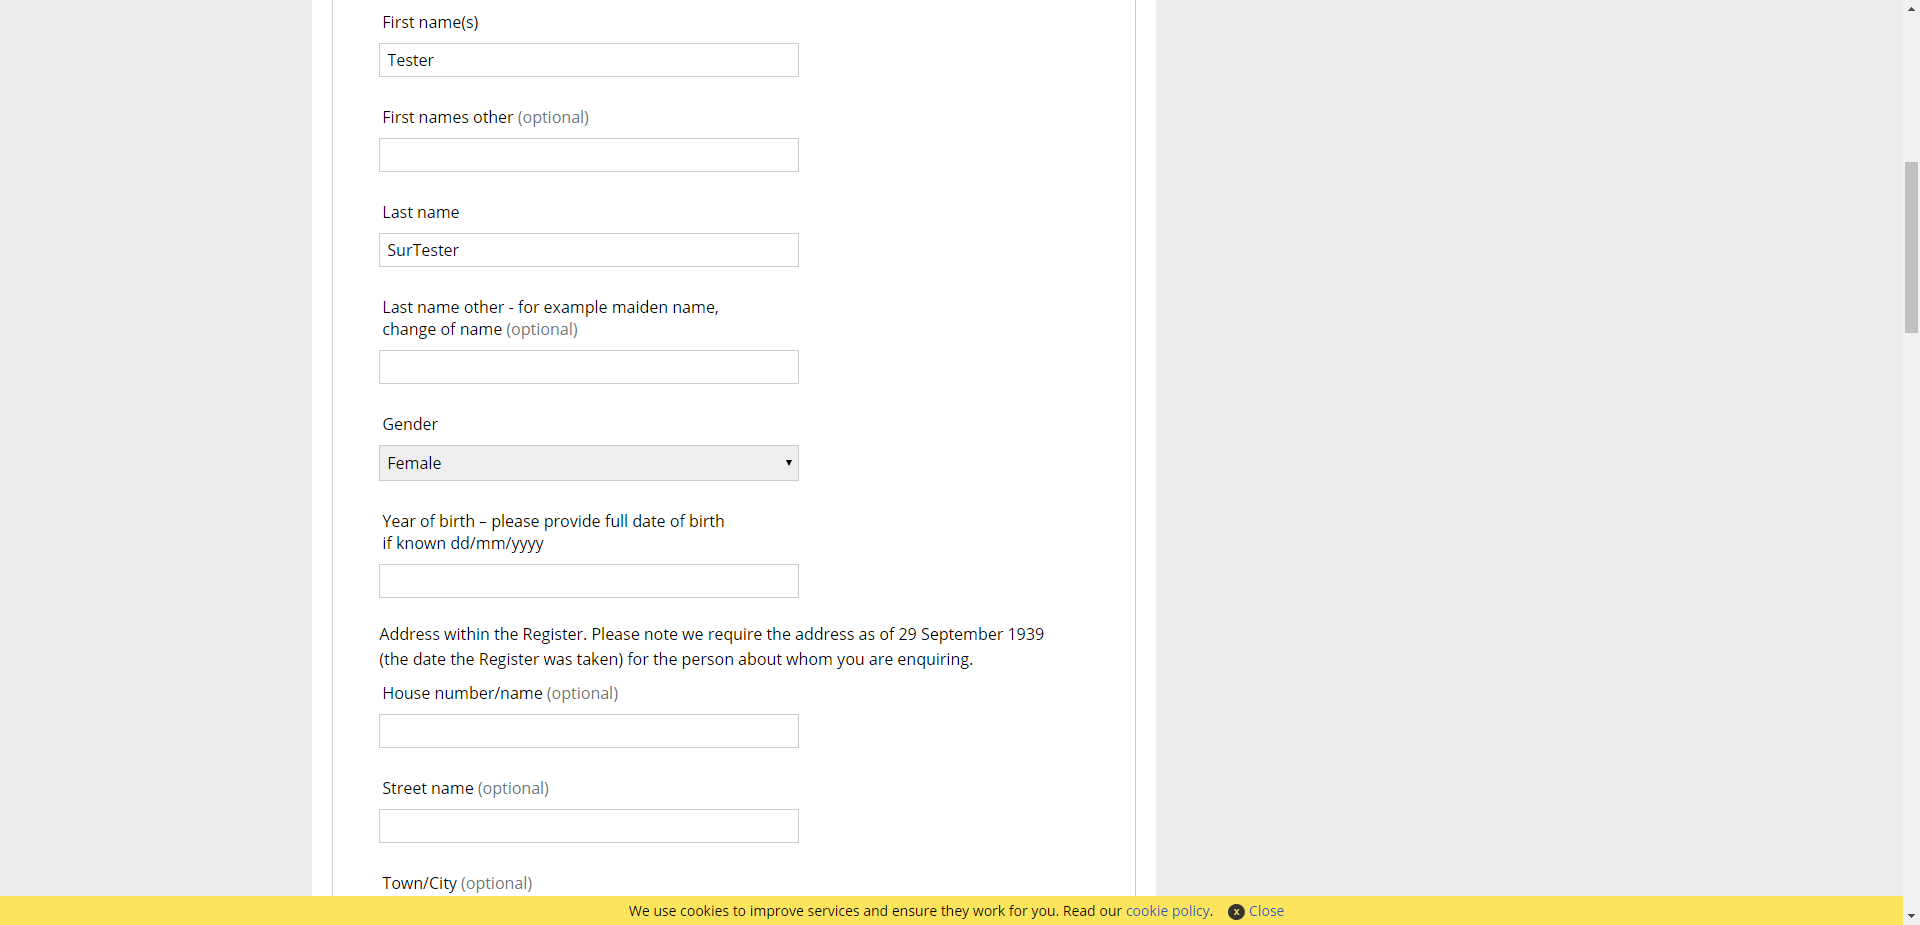 First name(s)
Tester
First names other (optional)
Last name
SurTester
Last name other - for example maiden name,
change of name (optional)
Gender
Female
Year of birth – please provide full date of birth
if known dd/mm/yyyy
Address within the Register. Please note we require the address as of 29 September 1939
(the date the Register was taken) for the person about whom you are enquiring.
House number/name (optional)
Street name (optional)
Town/City (optional)
We use cookies to improve services and ensure they work for you. Read our cookie policy. x Close